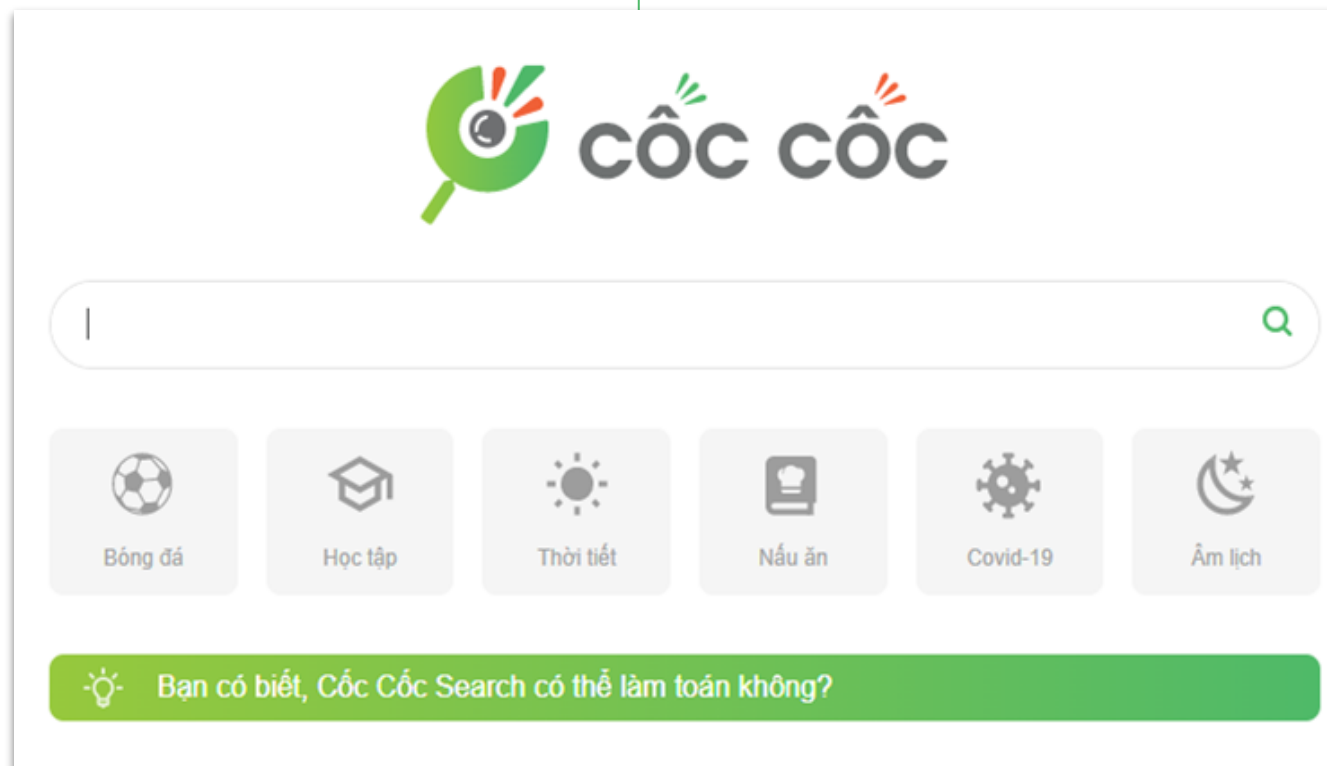 cốc cốc
Bóng đá
Học tập
Thời tiết
Nấu ăn
Covid-19
Âm lịch
Bạn có biết, Cốc Cốc Search có thể làm toán không?